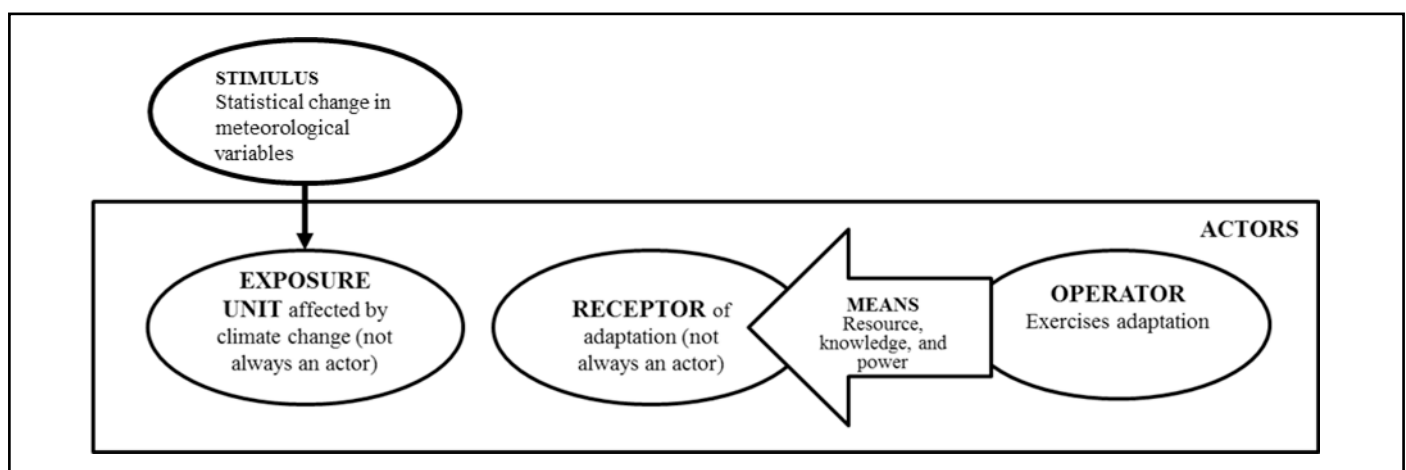 STIMULUS
Statistical change in
meteorological
variables
ACTORS
EXPOSURE
UNIT affected by
climate change (not
always an actor)
RECEPTOR of
adaptation (not
always an actor)
MEANS
Resource,
knowledge, and
power
OPERATOR
Exercises adaptation